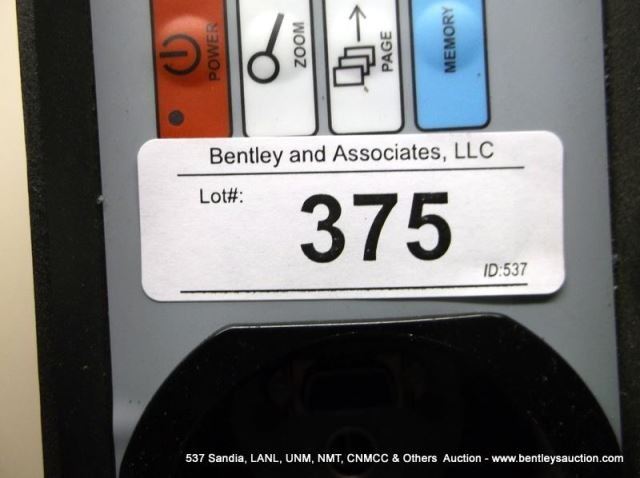 POWER
ZOOM
PAGE
MEMORY
Bentley and Associates, LLC
Lot#:
375
ID:537
537 Sandia, LANL, UNM, NMT, CNMCC & Others Auction - www.bentleysauction.com